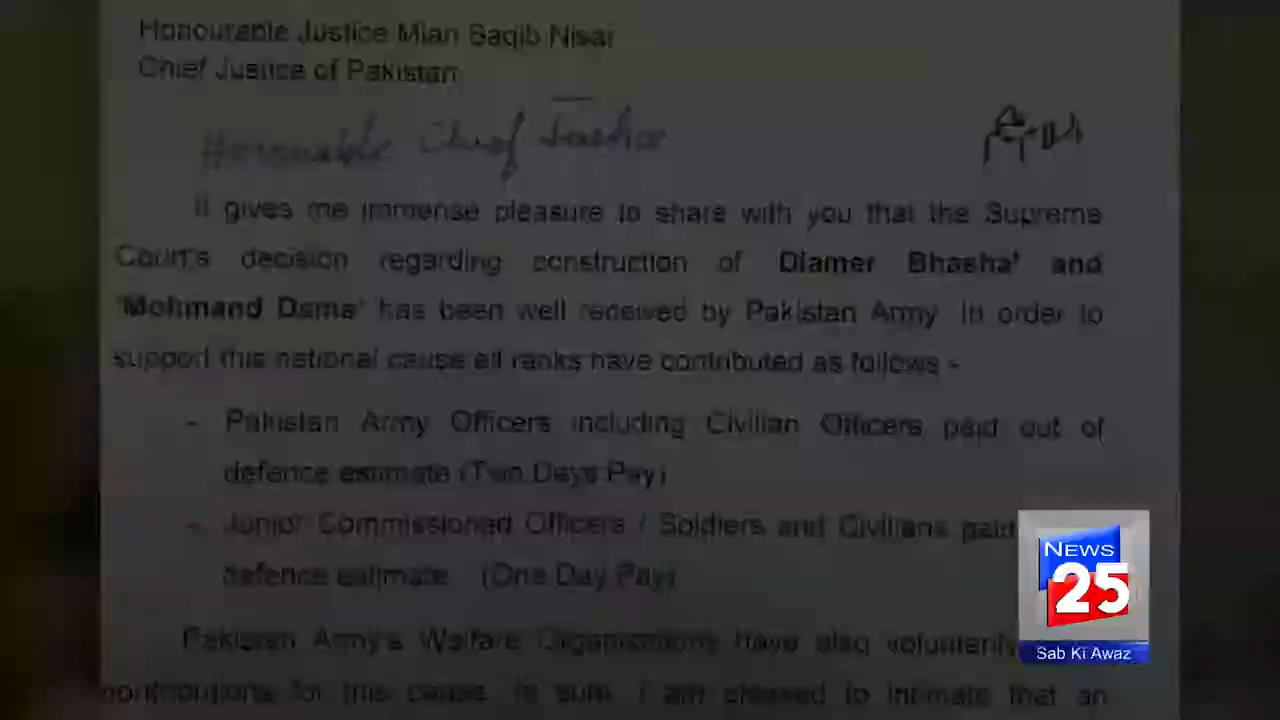 Honourable Justice Mian Saqib Nisar
Chief Justice of Pakistan
Honourable Chief Justice
It gives me immense pleasure to share with you that the Supreme
Court's decision regarding construction of Diamer Bhasha' and
'Mohmand Dams' has been well received by Pakistan Army. In order to
support this national cause all ranks have contributed as follows -
- Pakistan Army Officers including Civilian Officers paid out of
defence estimate (Two Days Pay)
- Junior Commissioned Officers / Soldiers and Civilians paid
defence estimate (One Day Pay)
Pakistan Army's Welfare Organizations have also voluntarily
contributions for this cause. In sum, I am pleased to intimate that an
NEWS
25
Sab Ki Awaz